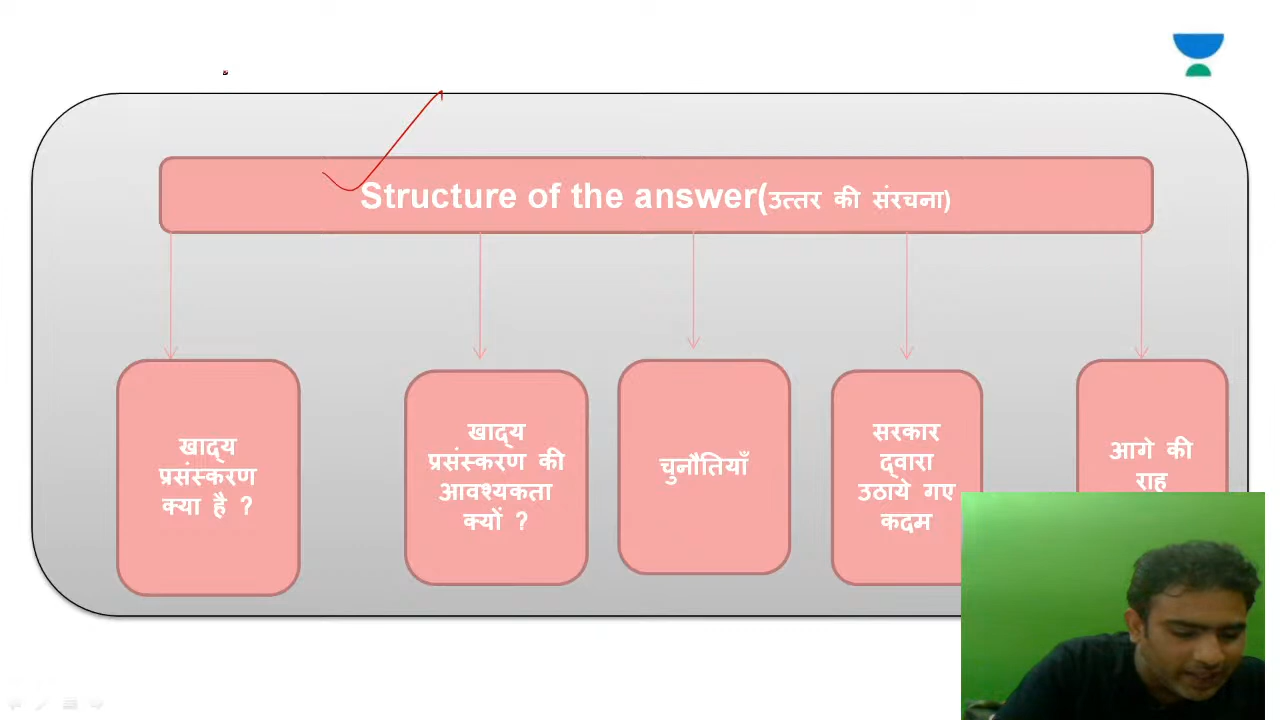 Structure of the answer(उत्तर की संरचना)
खाद्य
प्रसंस्करण
क्या है ?
खाद्य
प्रसंस्करण की
आवश्यकता
क्यों ?
चुनौतियाँ
सरकार
द्वारा
उठाये गए
कदम
आगे की
राह